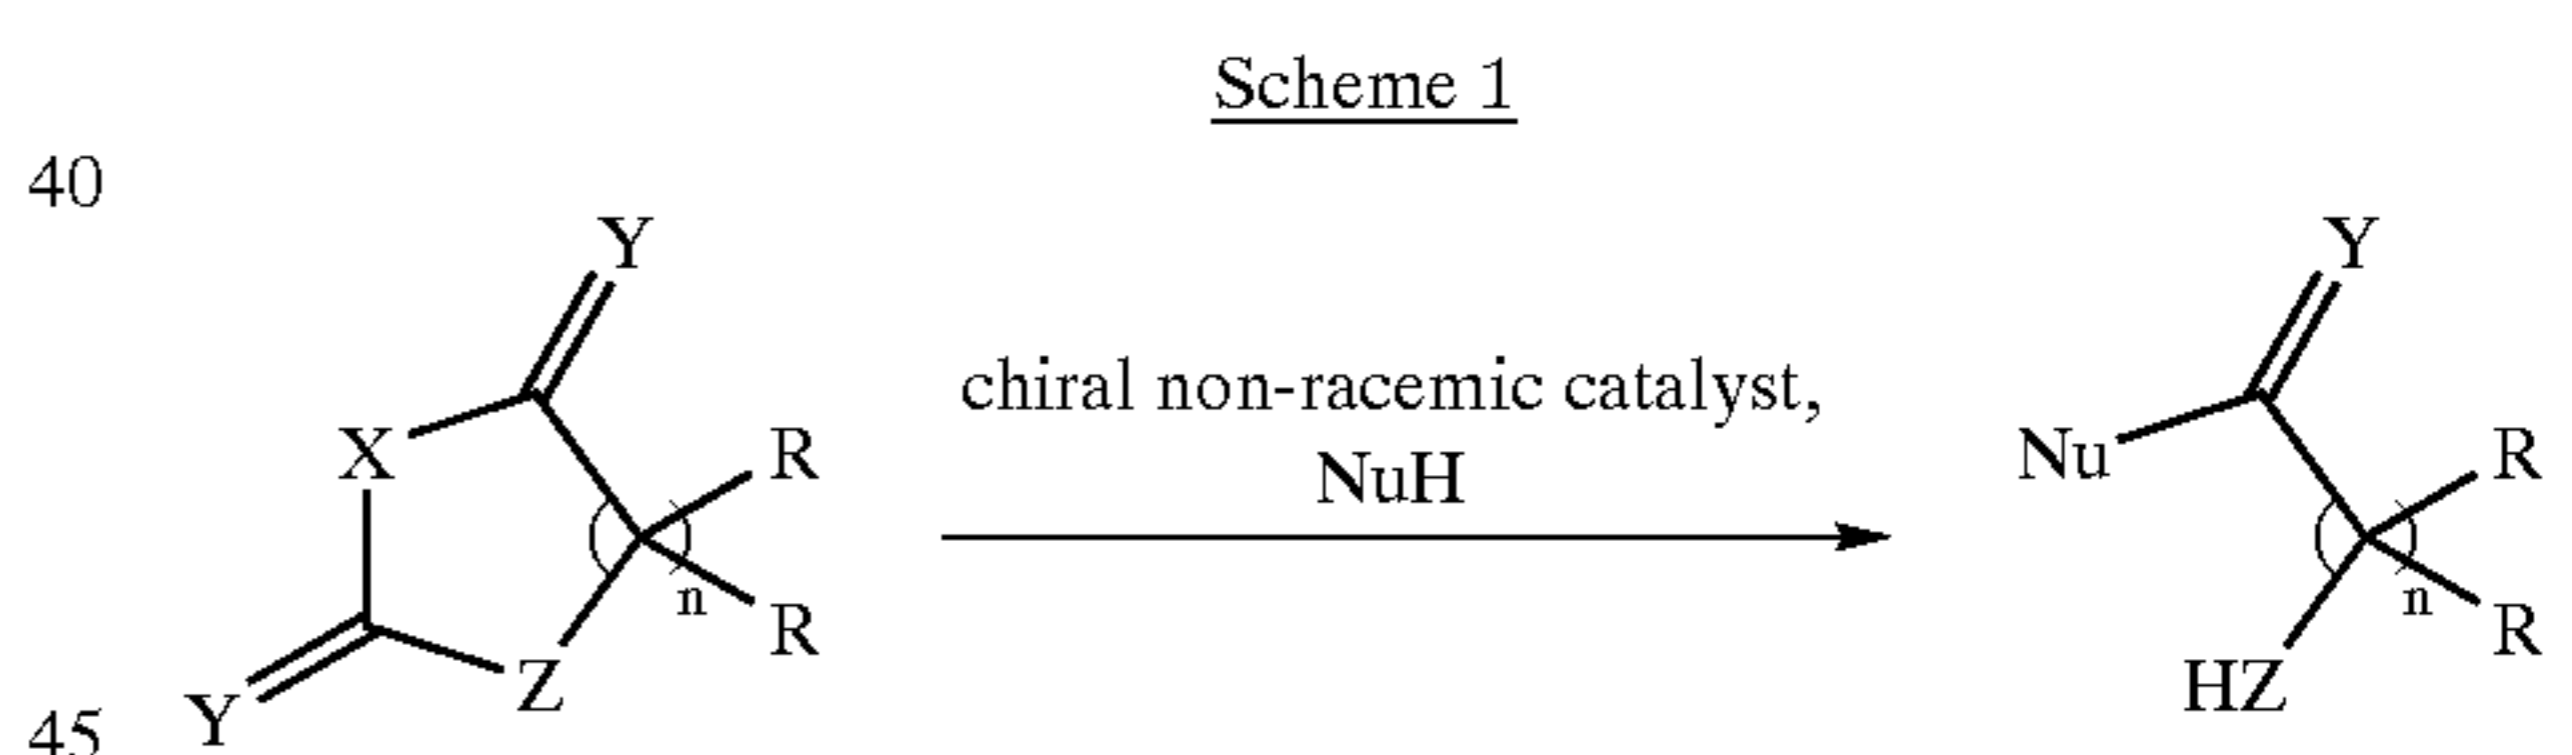 Scheme 1
40
Y
Y
chiral non-racemic catalyst,
X
R
Nu
R
NuH
n
n
R
R
Z
HZ
Y
45